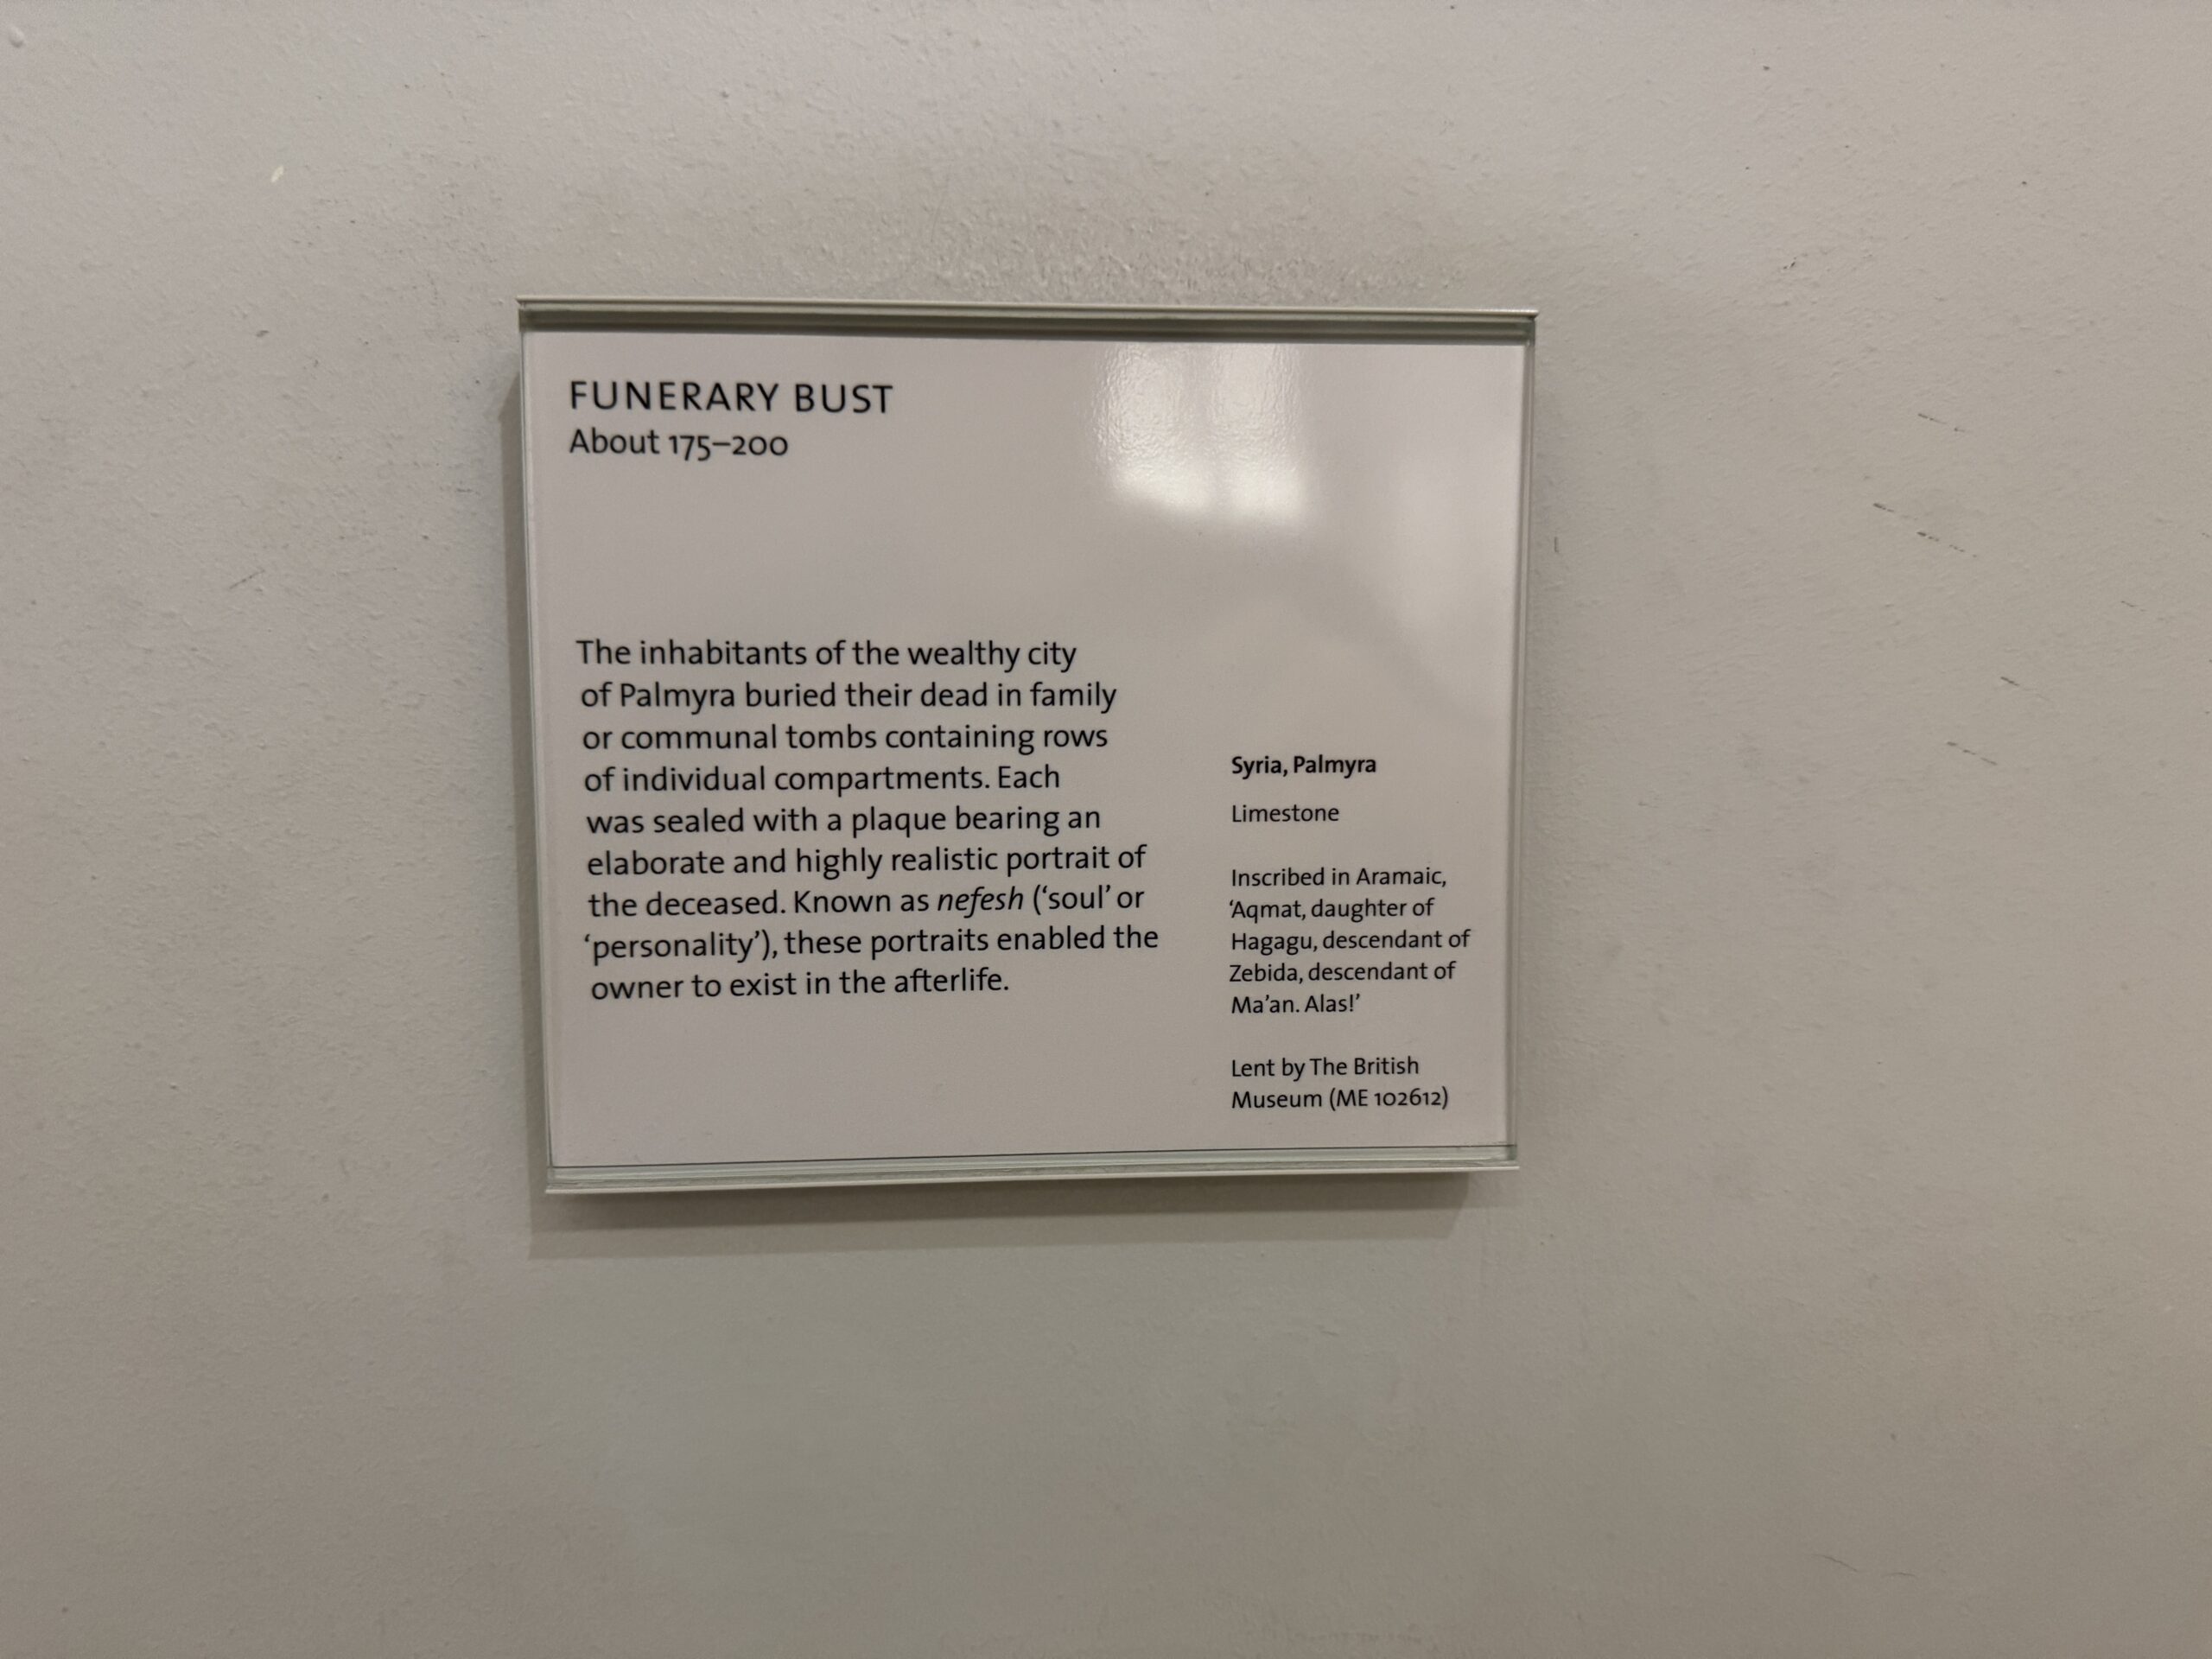 FUNERARY BUST
About 175–200
The inhabitants of the wealthy city
of Palmyra buried their dead in family
or communal tombs containing rows
of individual compartments. Each
was sealed with a plaque bearing an
elaborate and highly realistic portrait of
the deceased. Known as nefesh (‘soul’ or
‘personality’), these portraits enabled the
owner to exist in the afterlife.
Syria, Palmyra
Limestone
Inscribed in Aramaic,
‘Aqmat, daughter of
Hagagu, descendant of
Zebida, descendant of
Ma’an. Alas!’
Lent by The British
Museum (ME 102612)